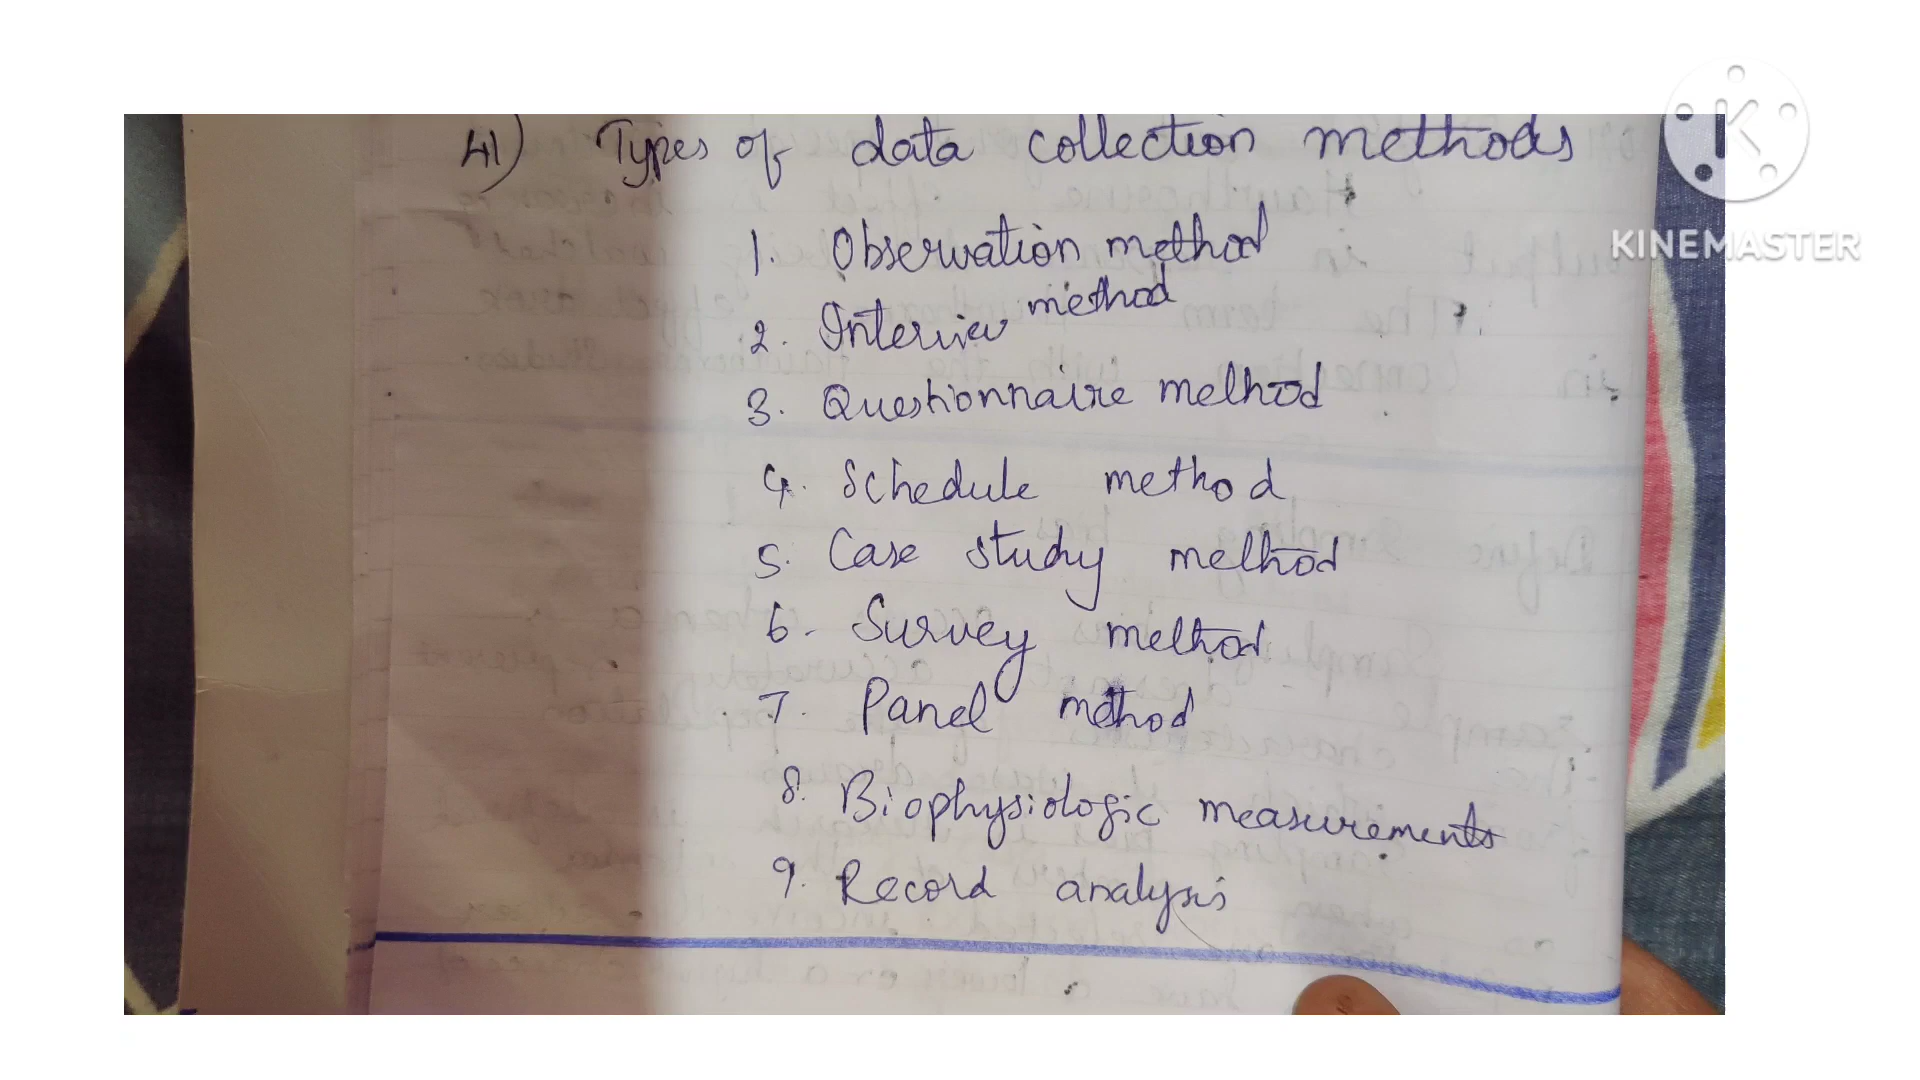 41) Types of data collection methods
1. Observation method
2. Interview method
3. Questionnaire method
4. Schedule method
5. Case study method
6. Survey method
7. Panel method
8. Biophysiologic measurements
9. Record analysis
KINEMASTER